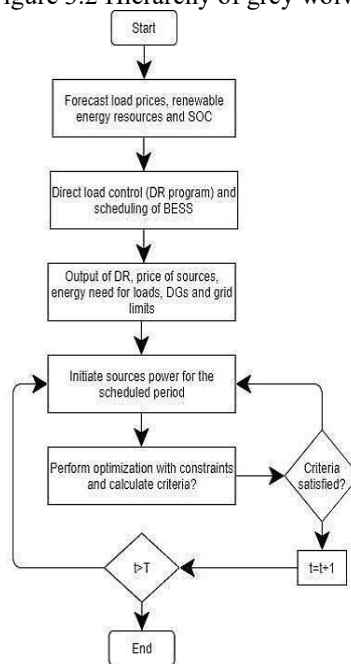 Figure 3.2 Hierarchy of grey wolv
Start
Forecast load prices, renewable
energy resources and SOC
Direct load control (DR program) and
scheduling of BESS
Output of DR, price of sources,
energy need for loads, DGs and grid
limits
Initiate sources power for the
scheduled period
Perform optimization with constraints
and calculate criteria?
Criteria
satisfied?
t>T
t=t+1
End